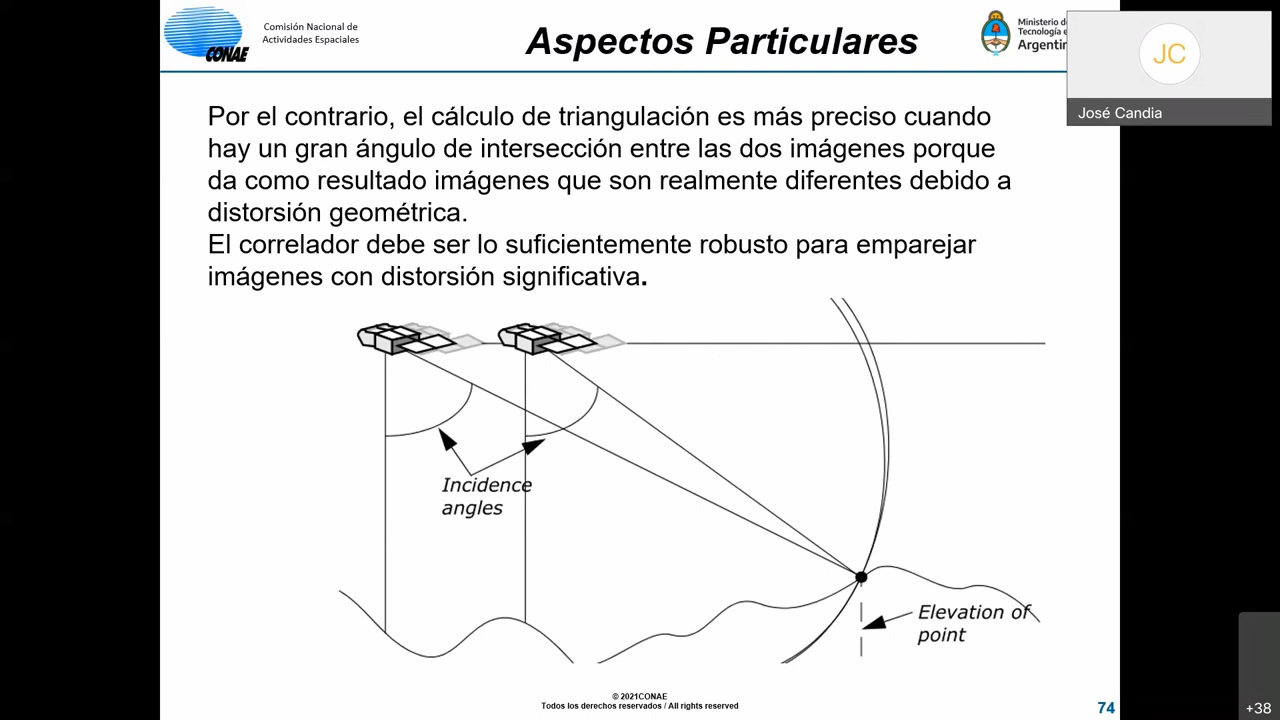 Comisión Nacional de
Actividades Espaciales
CONAE
Aspectos Particulares
Ministerio de
Tecnología e
Argentina
JC
José Candia
Por el contrario, el cálculo de triangulación es más preciso cuando
hay un gran ángulo de intersección entre las dos imágenes porque
da como resultado imágenes que son realmente diferentes debido a
distorsión geométrica.
El correlador debe ser lo suficientemente robusto para emparejar
imágenes con distorsión significativa.
Incidence
angles
Elevation of
point
© 2021CONAE
Todos los derechos reservados / All rights reserved
74
+38